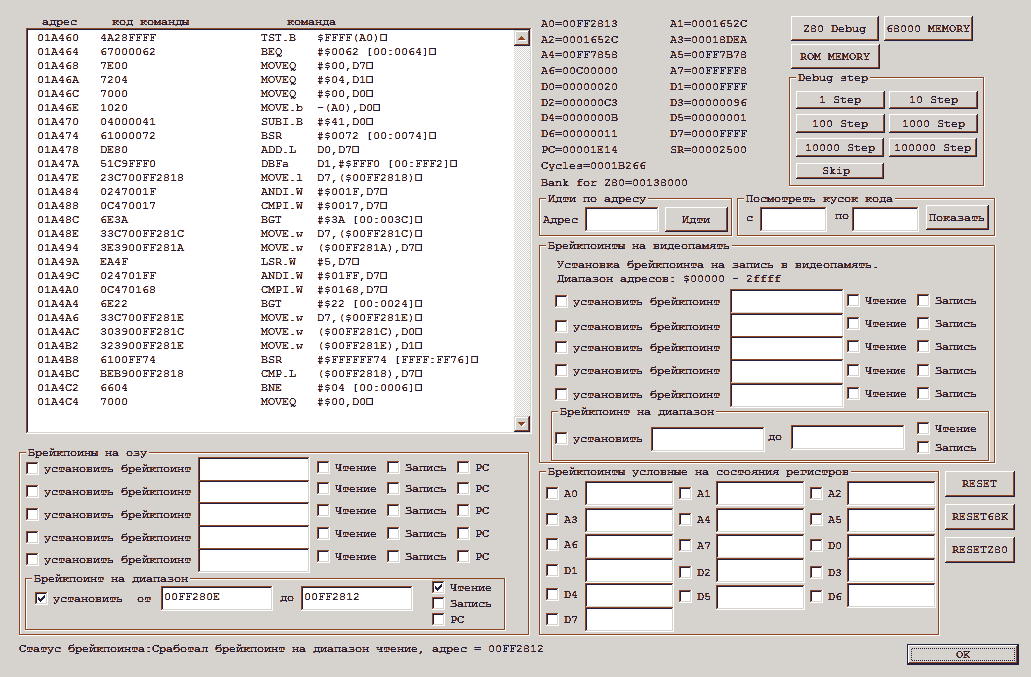 адрес код команды команда
01A460 4A28FFFF TST.B $FFFF(A0)□
01A464 67000062 BEQ #$0062 [00:0064]□
01A468 7E00 MOVEQ #$00,D7□
01A46A 7204 MOVEQ #$04,D1□
01A46C 7000 MOVEQ #$00,D0□
01A46E 1020 MOVE.b -(A0),D0□
01A470 04000041 SUBI.B #$41,D0□
01A474 61000072 BSR #$0072 [00:0074]□
01A478 DE80 ADD.L D0,D7□
01A47A 51C9FFF0 DBFa D1,#$FFF0 [00:FFF2]□
01A47E 23C700FF2818 MOVE.l D7,($00FF2818)□
01A484 0247001F ANDI.W #$001F,D7□
01A488 0C470017 CMPI.W #$0017,D7□
01A48C 6E3A BGT #$3A [00:003C]□
01A48E 33C700FF281C MOVE.w D7,($00FF281C)□
01A494 3E3900FF281A MOVE.w ($00FF281A),D7□
01A49A EA4F LSR.W #5,D7□
01A49C 024701FF ANDI.W #$01FF,D7□
01A4A0 0C470168 CMPI.W #$0168,D7□
01A4A4 6E22 BGT #$22 [00:0024]□
01A4A6 33C700FF281E MOVE.w D7,($00FF281E)□
01A4AC 303900FF281C MOVE.w ($00FF281C),D0□
01A4B2 323900FF281E MOVE.w ($00FF281E),D1□
01A4B8 6100FF74 BSR #$FFFFFF74 [FFFF:FF76]□
01A4BC BEB900FF2818 CMP.L ($00FF2818),D7□
01A4C2 6604 BNE #$04 [00:0006]□
01A4C4 7000 MOVEQ #$00,D0□
A0=00FF2813 A1=0001652C
A2=0001652C A3=00018DEA
A4=00FF7858 A5=00FF7B78
A6=00C00000 A7=00FFFFF8
D0=00000020 D1=0000FFFF
D2=000000C3 D3=00000096
D4=0000000B D5=00000001
D6=00000011 D7=0000FFFF
PC=00001E14 SR=00002500
Cycles=0001B266
Bank for Z80=00138000
Z80 Debug 68000 MEMORY
ROM MEMORY
Debug step
1 Step 10 Step
100 Step 1000 Step
10000 Step 100000 Step
Skip
Идти по адресу
Адрес Идти
Посмотреть кусок кода
с по Показать
Брейкпоинты на видеопамять
Установка брейкпоинта на запись в видеопамять.
Диапазон адресов: $00000 - 2ffff
установить брейкпоинт Чтение Запись
установить брейкпоинт Чтение Запись
установить брейкпоинт Чтение Запись
установить брейкпоинт Чтение Запись
установить брейкпоинт Чтение Запись
Брейкпоинт на диапазон
установить до Чтение
Запись
Брейкпоины на озу
установить брейкпоинт Чтение Запись PC
установить брейкпоинт Чтение Запись PC
установить брейкпоинт Чтение Запись PC
установить брейкпоинт Чтение Запись PC
установить брейкпоинт Чтение Запись PC
Брейкпоинт на диапазон
установить от 00FF280E до 00FF2812 Чтение
Запись
PC
Брейкпоинты условные на состояния регистров
A0 A1 A2
A3 A4 A5
A6 A7 D0
D1 D2 D3
D4 D5 D6
D7
RESET
RESET68K
RESETZ80
Статус брейкпоинта:Сработал брейкпоинт на диапазон чтение, адрес = 00FF2812
OK